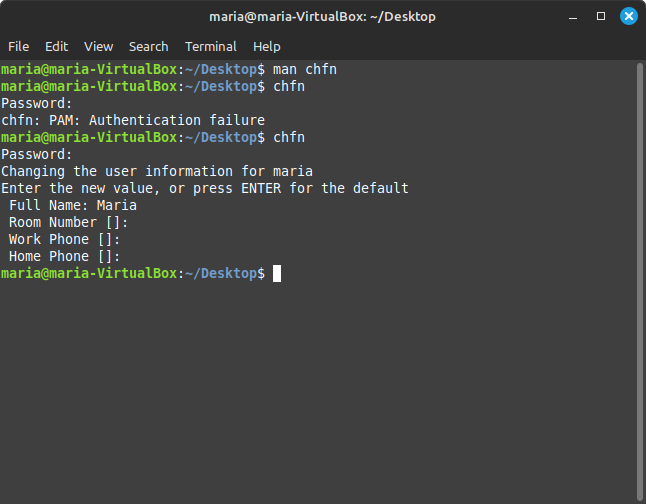 maria@maria-VirtualBox: ~/Desktop
File Edit View Search Terminal Help
maria@maria-VirtualBox:~/Desktop$ man chfn
maria@maria-VirtualBox:~/Desktop$ chfn
Password:
chfn: PAM: Authentication failure
maria@maria-VirtualBox:~/Desktop$ chfn
Password:
Changing the user information for maria
Enter the new value, or press ENTER for the default
 Full Name: Maria
 Room Number []:
 Work Phone []:
 Home Phone []:
maria@maria-VirtualBox:~/Desktop$